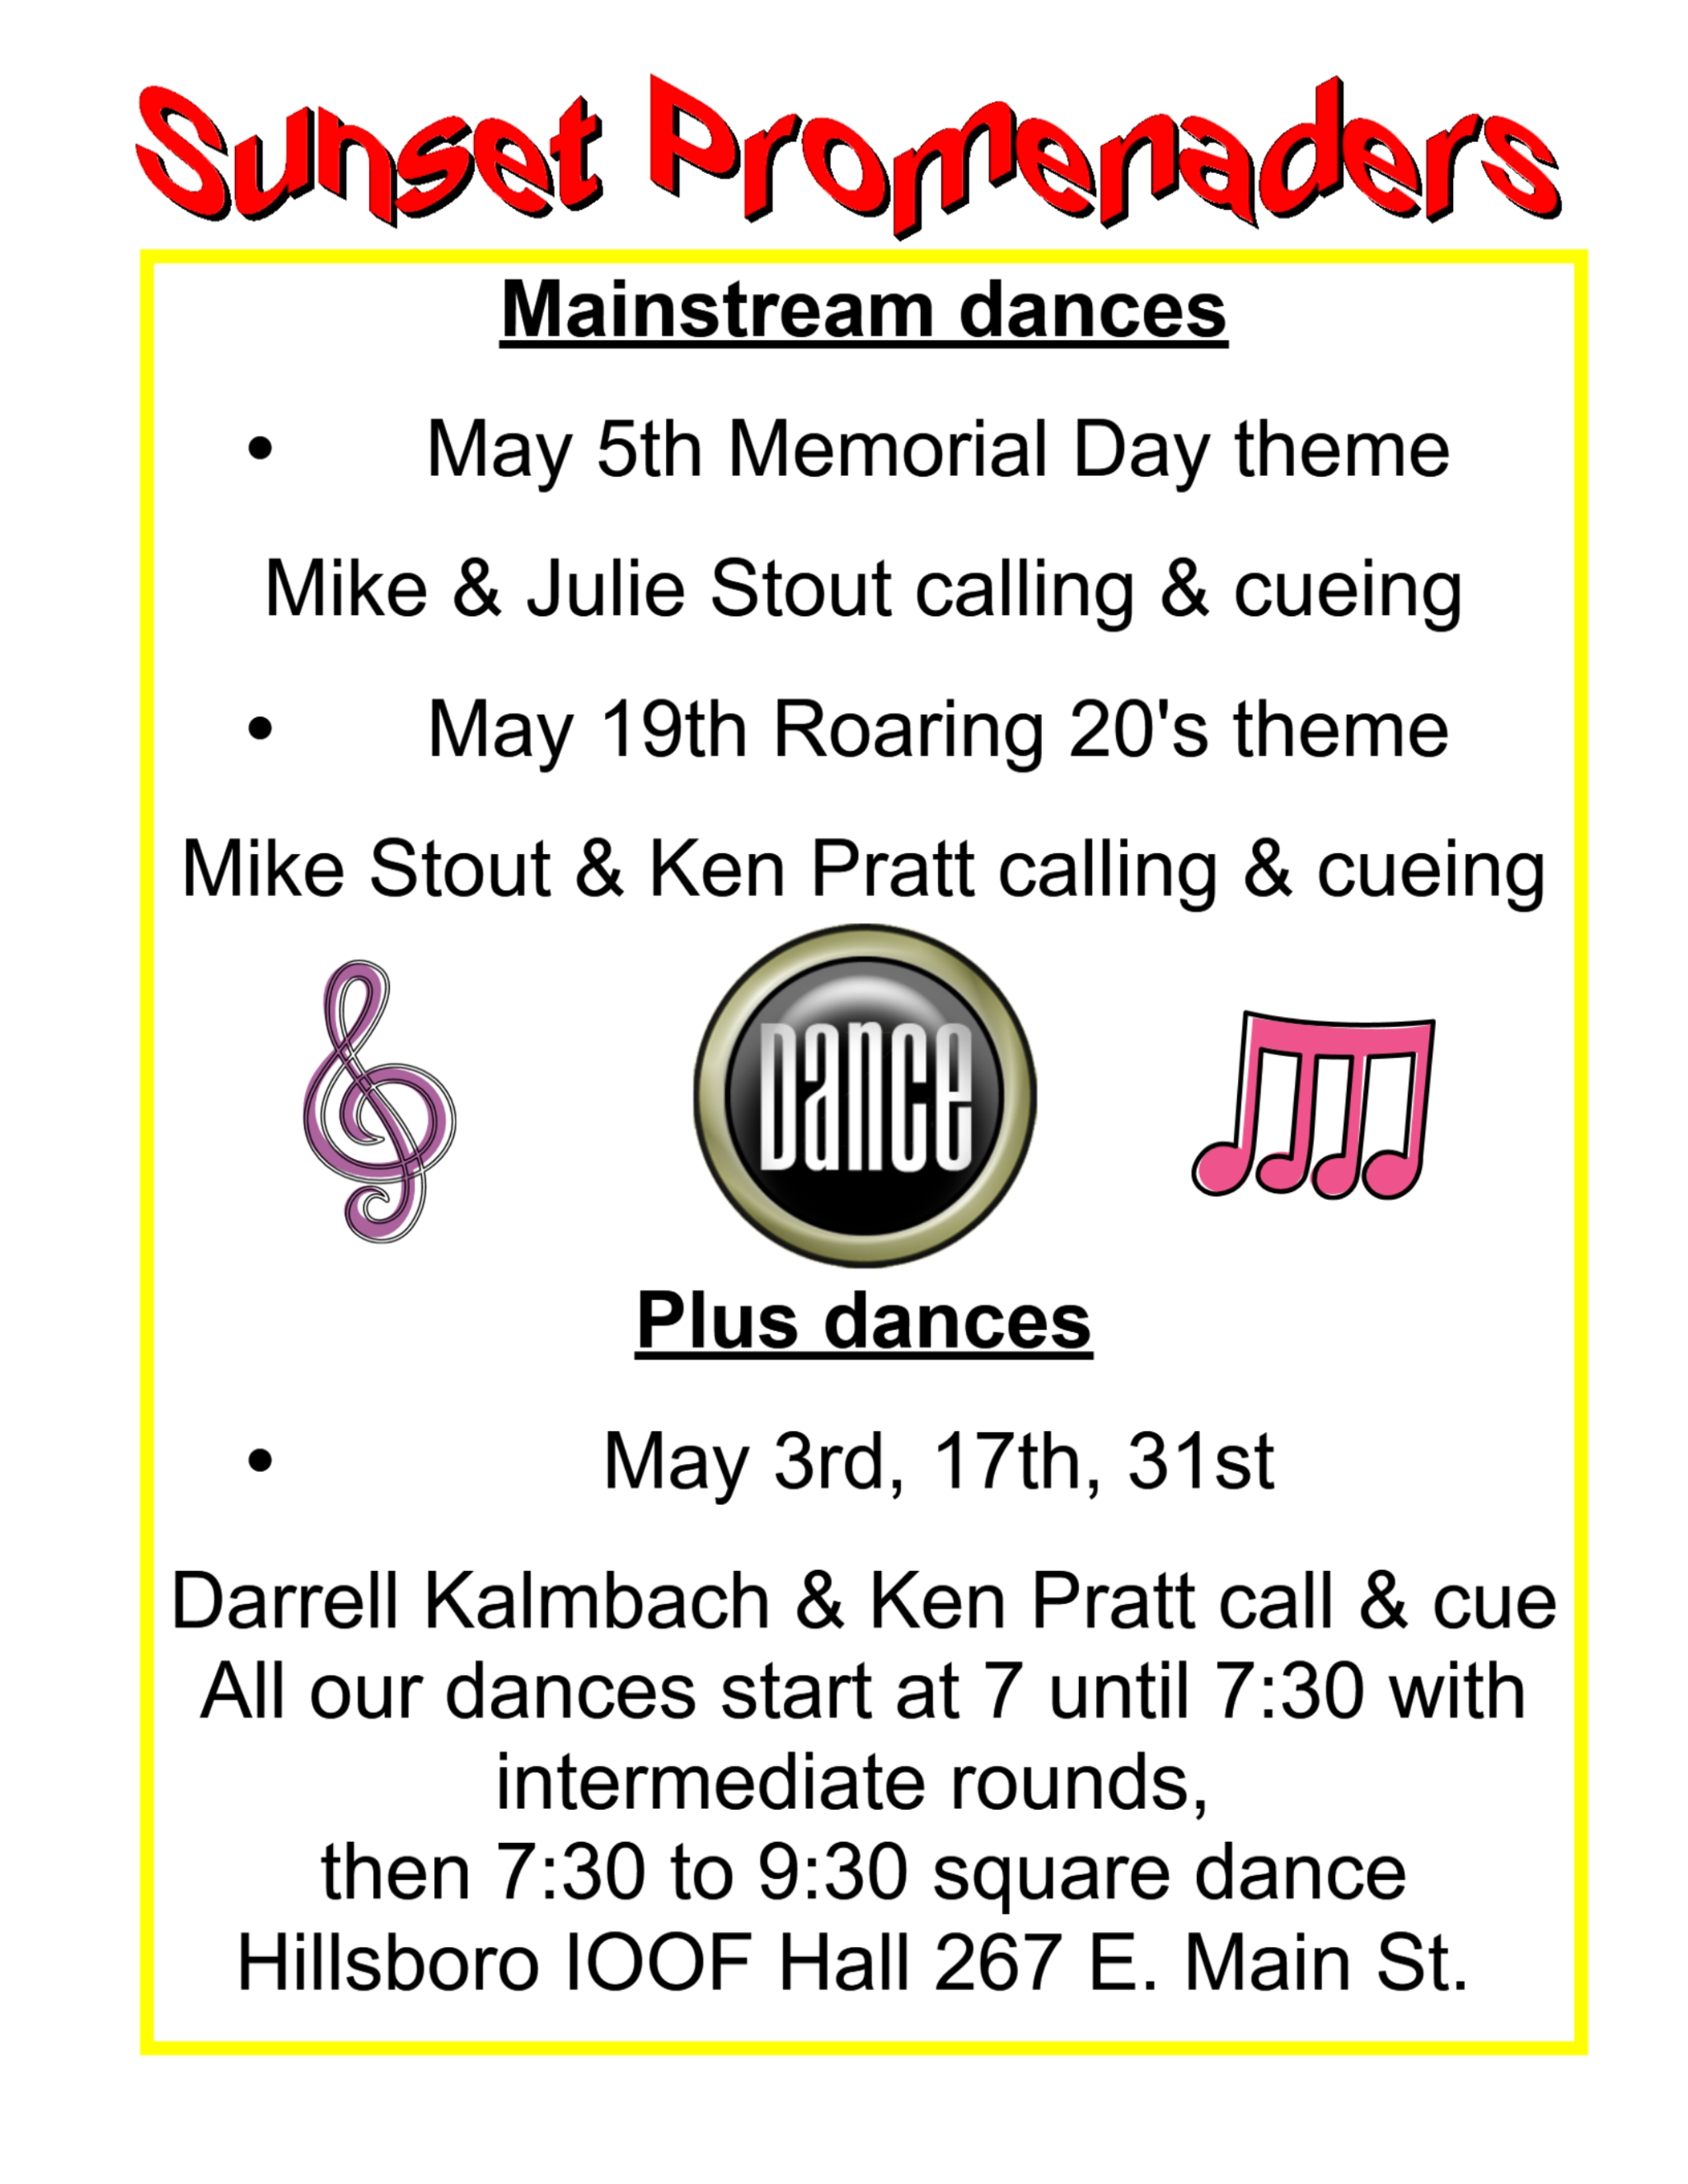 Sunset Promenaders
Mainstream dances
• May 5th Memorial Day theme
Mike & Julie Stout calling & cueing
• May 19th Roaring 20's theme
Mike Stout & Ken Pratt calling & cueing
Dance
Plus dances
• May 3rd, 17th, 31st
Darrell Kalmbach & Ken Pratt call & cue
All our dances start at 7 until 7:30 with
intermediate rounds,
then 7:30 to 9:30 square dance
Hillsboro IOOF Hall 267 E. Main St.